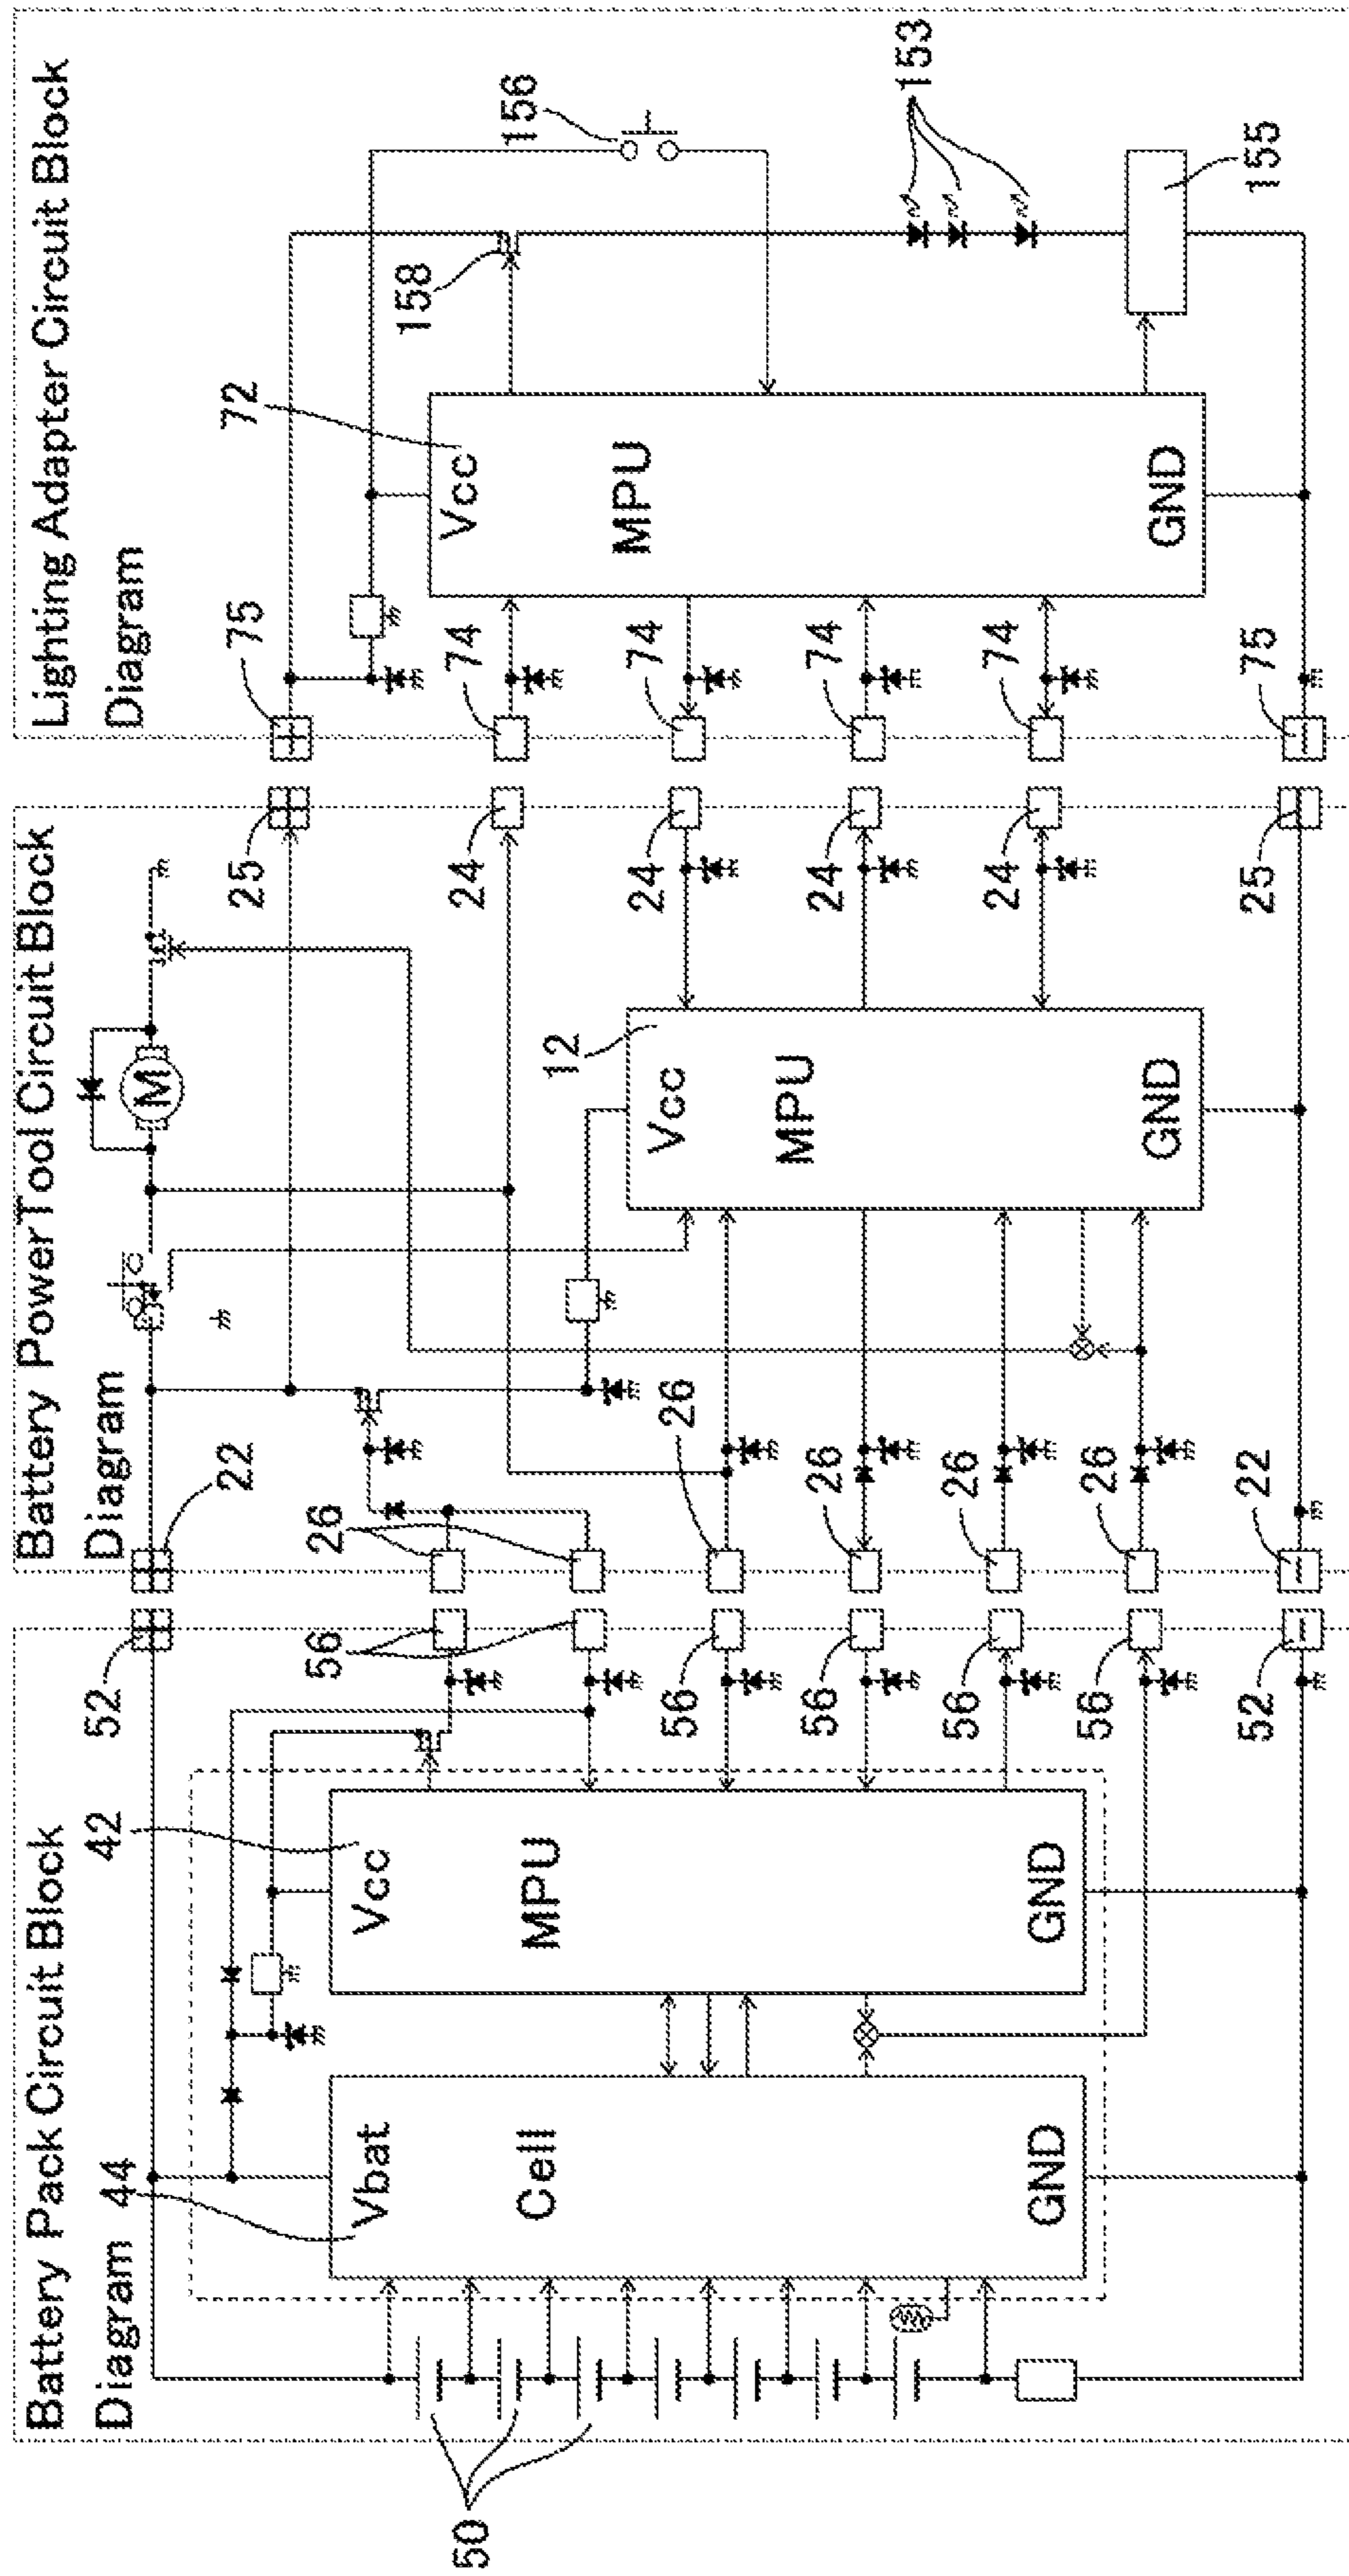 Battery Pack Circuit Block
Diagram
44
42
52
Vbat
Cell
GND
Vcc
MPU
GND
50
56
56
56
56
56
52
Battery PowerTool Circuit Block
Diagram
22
26
26
26
26
26
22
M
12
Vcc
MPU
GND
25
24
24
24
24
25
Lighting Adapter Circuit Block
Diagram
75
74
74
74
74
75
72
Vcc
MPU
GND
158
156
153
155